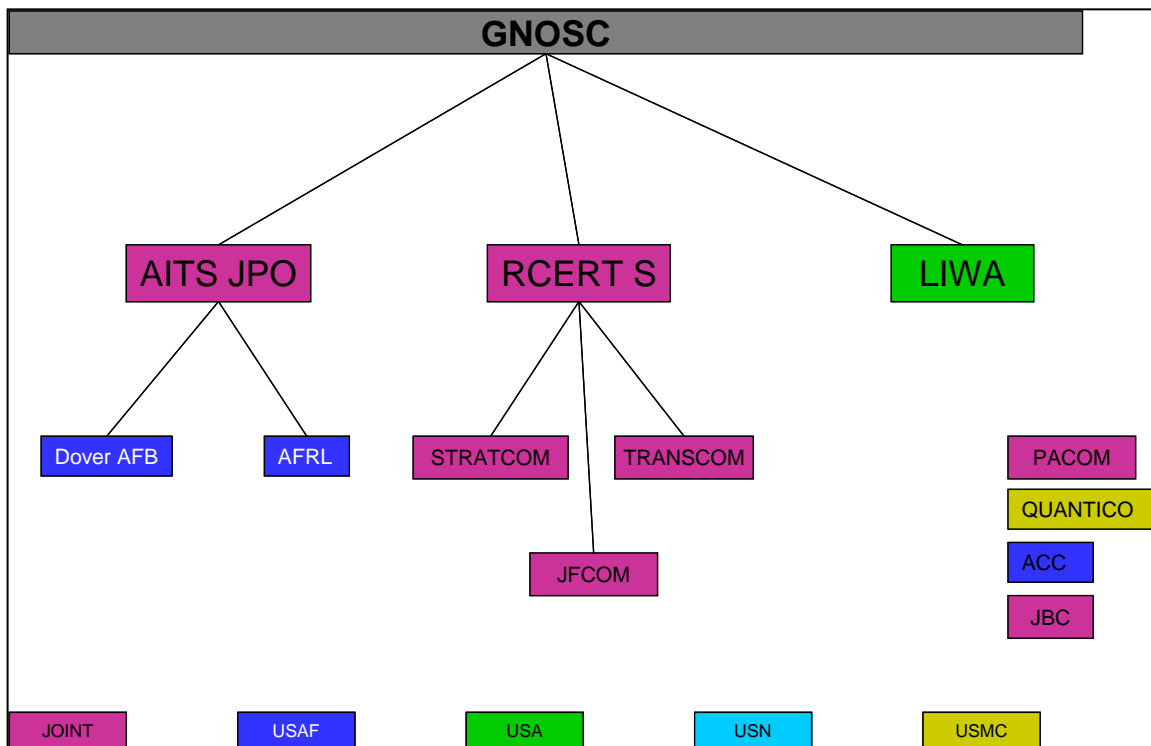 GNOSC
AITS JPO
RCERT S
LIWA
Dover AFB
AFRL
STRATCOM
TRANSCOM
PACOM
QUANTICO
ACC
JFCOM
JBC
JOINT
USAF
USA
USN
USMC